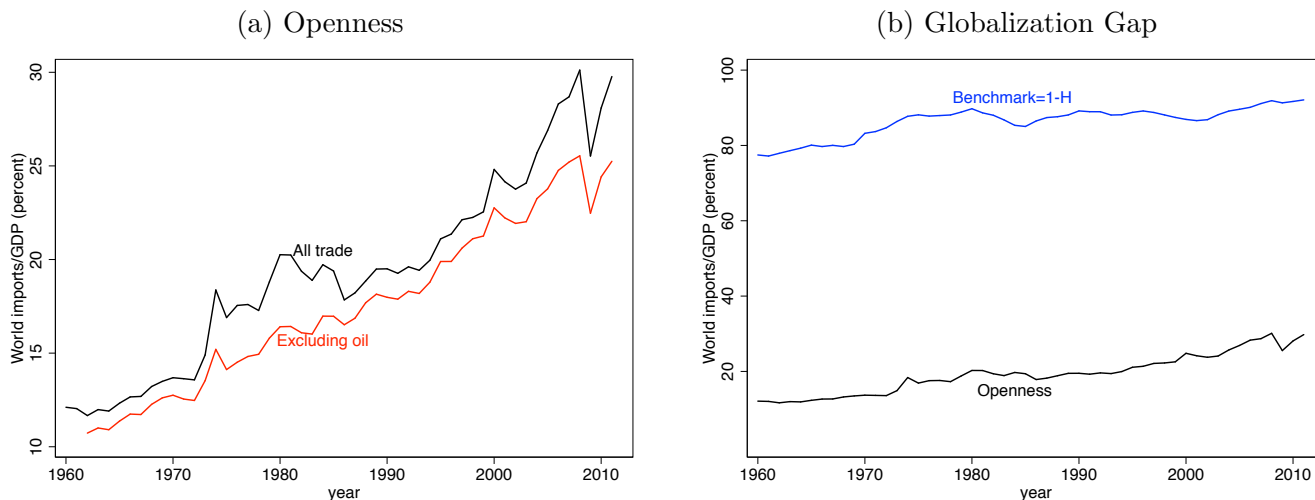 (a) Openness
World imports/GDP (percent)
30
25
20
15
10
All trade
Excluding oil
1960
1970
1980
1990
2000
2010
year
(b) Globalization Gap
World imports/GDP (percent)
100
80
60
40
20
Benchmark=1-H
Openness
1960
1970
1980
1990
2000
2010
year